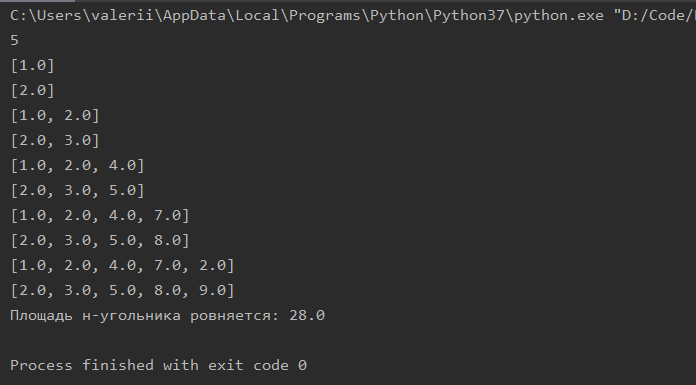 C:\Users\valerii\AppData\Local\Programs\Python\Python37\python.exe "D:/Code/
5
[1.0]
[2.0]
[1.0, 2.0]
[2.0, 3.0]
[1.0, 2.0, 4.0]
[2.0, 3.0, 5.0]
[1.0, 2.0, 4.0, 7.0]
[2.0, 3.0, 5.0, 8.0]
[1.0, 2.0, 4.0, 7.0, 2.0]
[2.0, 3.0, 5.0, 8.0, 9.0]
Площадь н-угольника ровняется: 28.0
Process finished with exit code 0